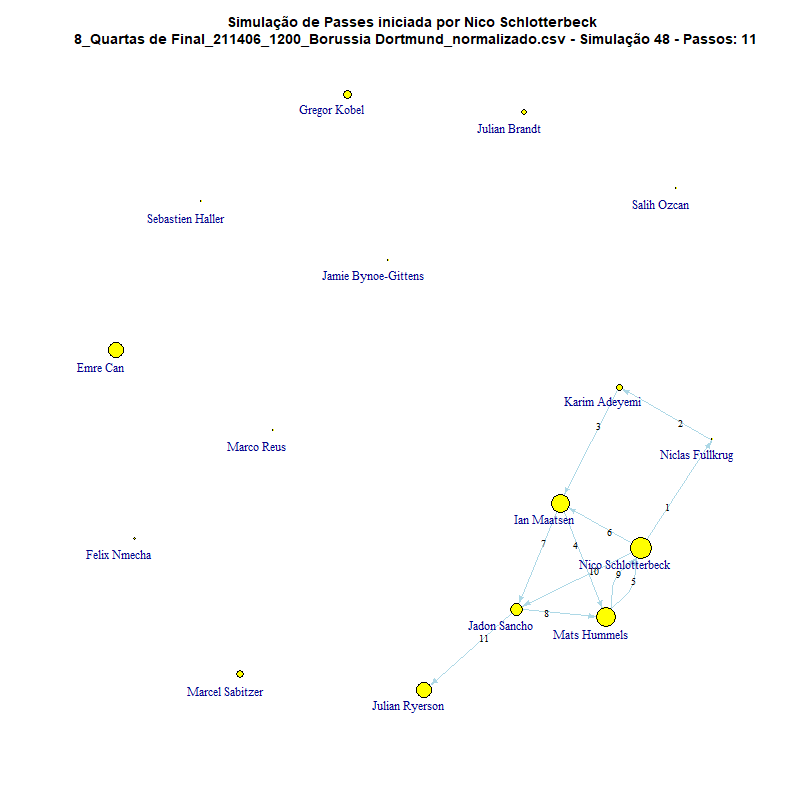 Simulação de Passes iniciada por Nico Schlotterbeck
8_Quartas de Final_211406_1200_Borussia Dortmund_normalizado.csv - Simulação 48 - Passos: 11
Gregor Kobel
Julian Brandt
Salih Ozcan
Sebastien Haller
Jamie Bynoe-Gittens
Emre Can
Karim Adeyemi
2
3
Marco Reus
Niclas Fullkrug
1
Ian Maatsen
6
7
4
Felix Nmecha
Nico Schlotterbeck
10
9
5
8
Jadon Sancho
Mats Hummels
11
Marcel Sabitzer
Julian Ryerson